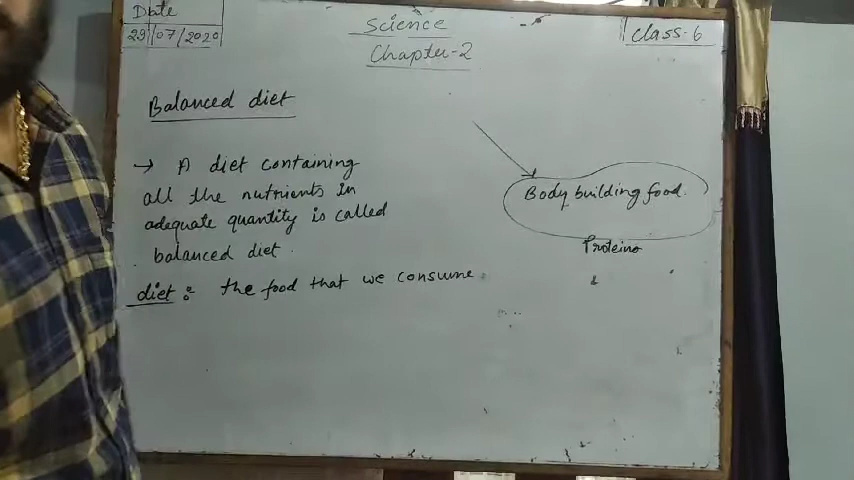 Date
29/07/2020
Science
Chapter-2
class-6
Balanced diet
→ A diet containing
all the nutrients in
adequate quantity is called
balanced diet.
diet: the food that we consume
Body building food
Proteins